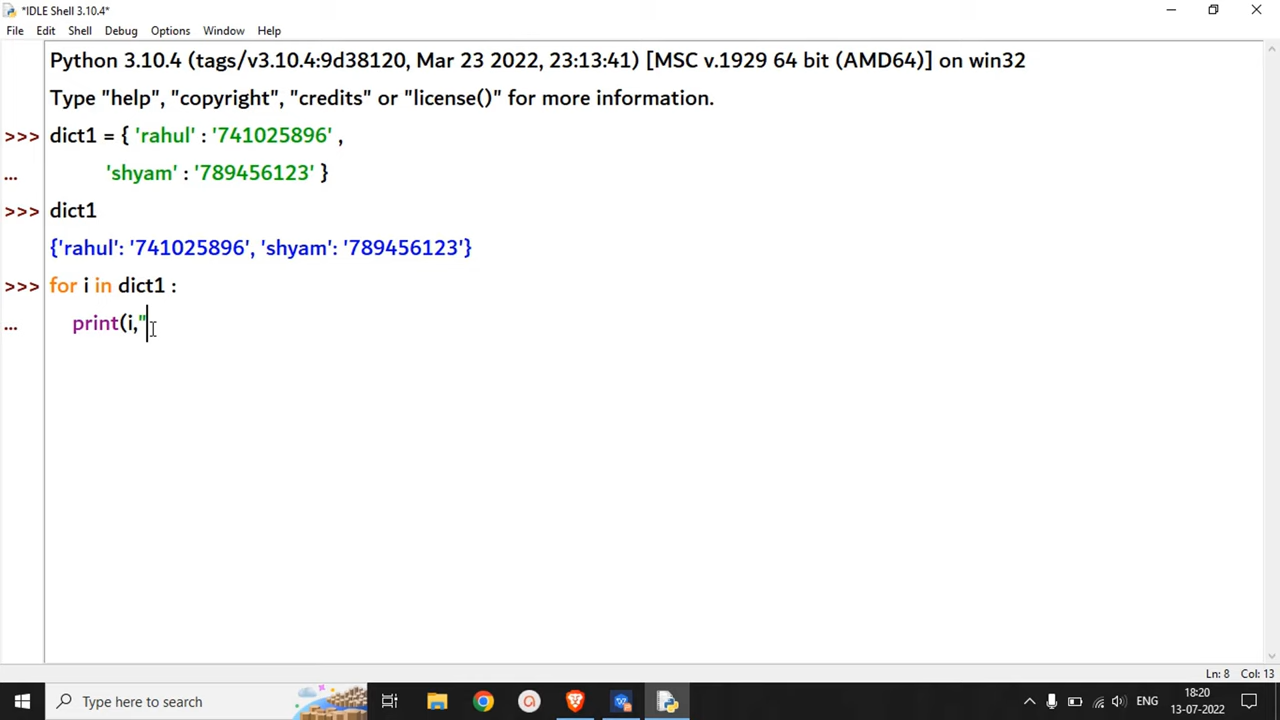 *IDLE Shell 3.10.4*
File Edit Shell Debug Options Window Help
Python 3.10.4 (tags/v3.10.4:9d38120, Mar 23 2022, 23:13:41) [MSC v.1929 64 bit (AMD64)] on win32
Type "help", "copyright", "credits" or "license()" for more information.
>>> dict1 = { 'rahul' : '741025896' ,
... 'shyam' : '789456123' }
>>> dict1
{'rahul': '741025896', 'shyam': '789456123'}
>>> for i in dict1 :
... print(i,"
Ln: 8 Col: 13
Type here to search
ENG
18:20
13-07-2022